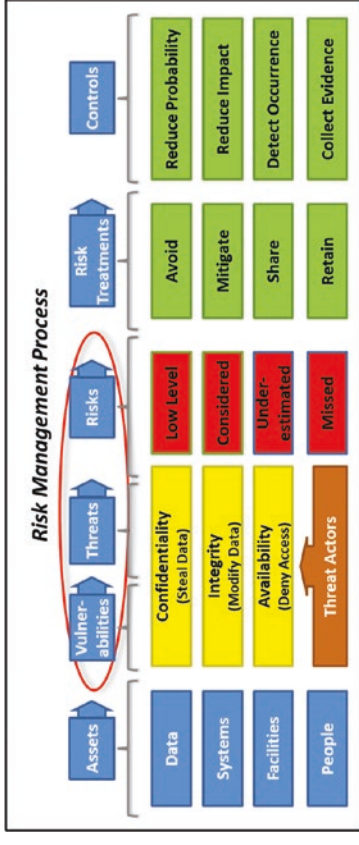 Risk Management Process
Assets
Vulner-
abilities
Threats
Risks
Risk
Treatments
Controls
Data
Systems
Facilities
People
Confidentiality
(Steal Data)
Integrity
(Modify Data)
Availability
(Deny Access)
Threat Actors
Low Level
Considered
Under-
estimated
Missed
Avoid
Mitigate
Share
Retain
Reduce Probability
Reduce Impact
Detect Occurrence
Collect Evidence